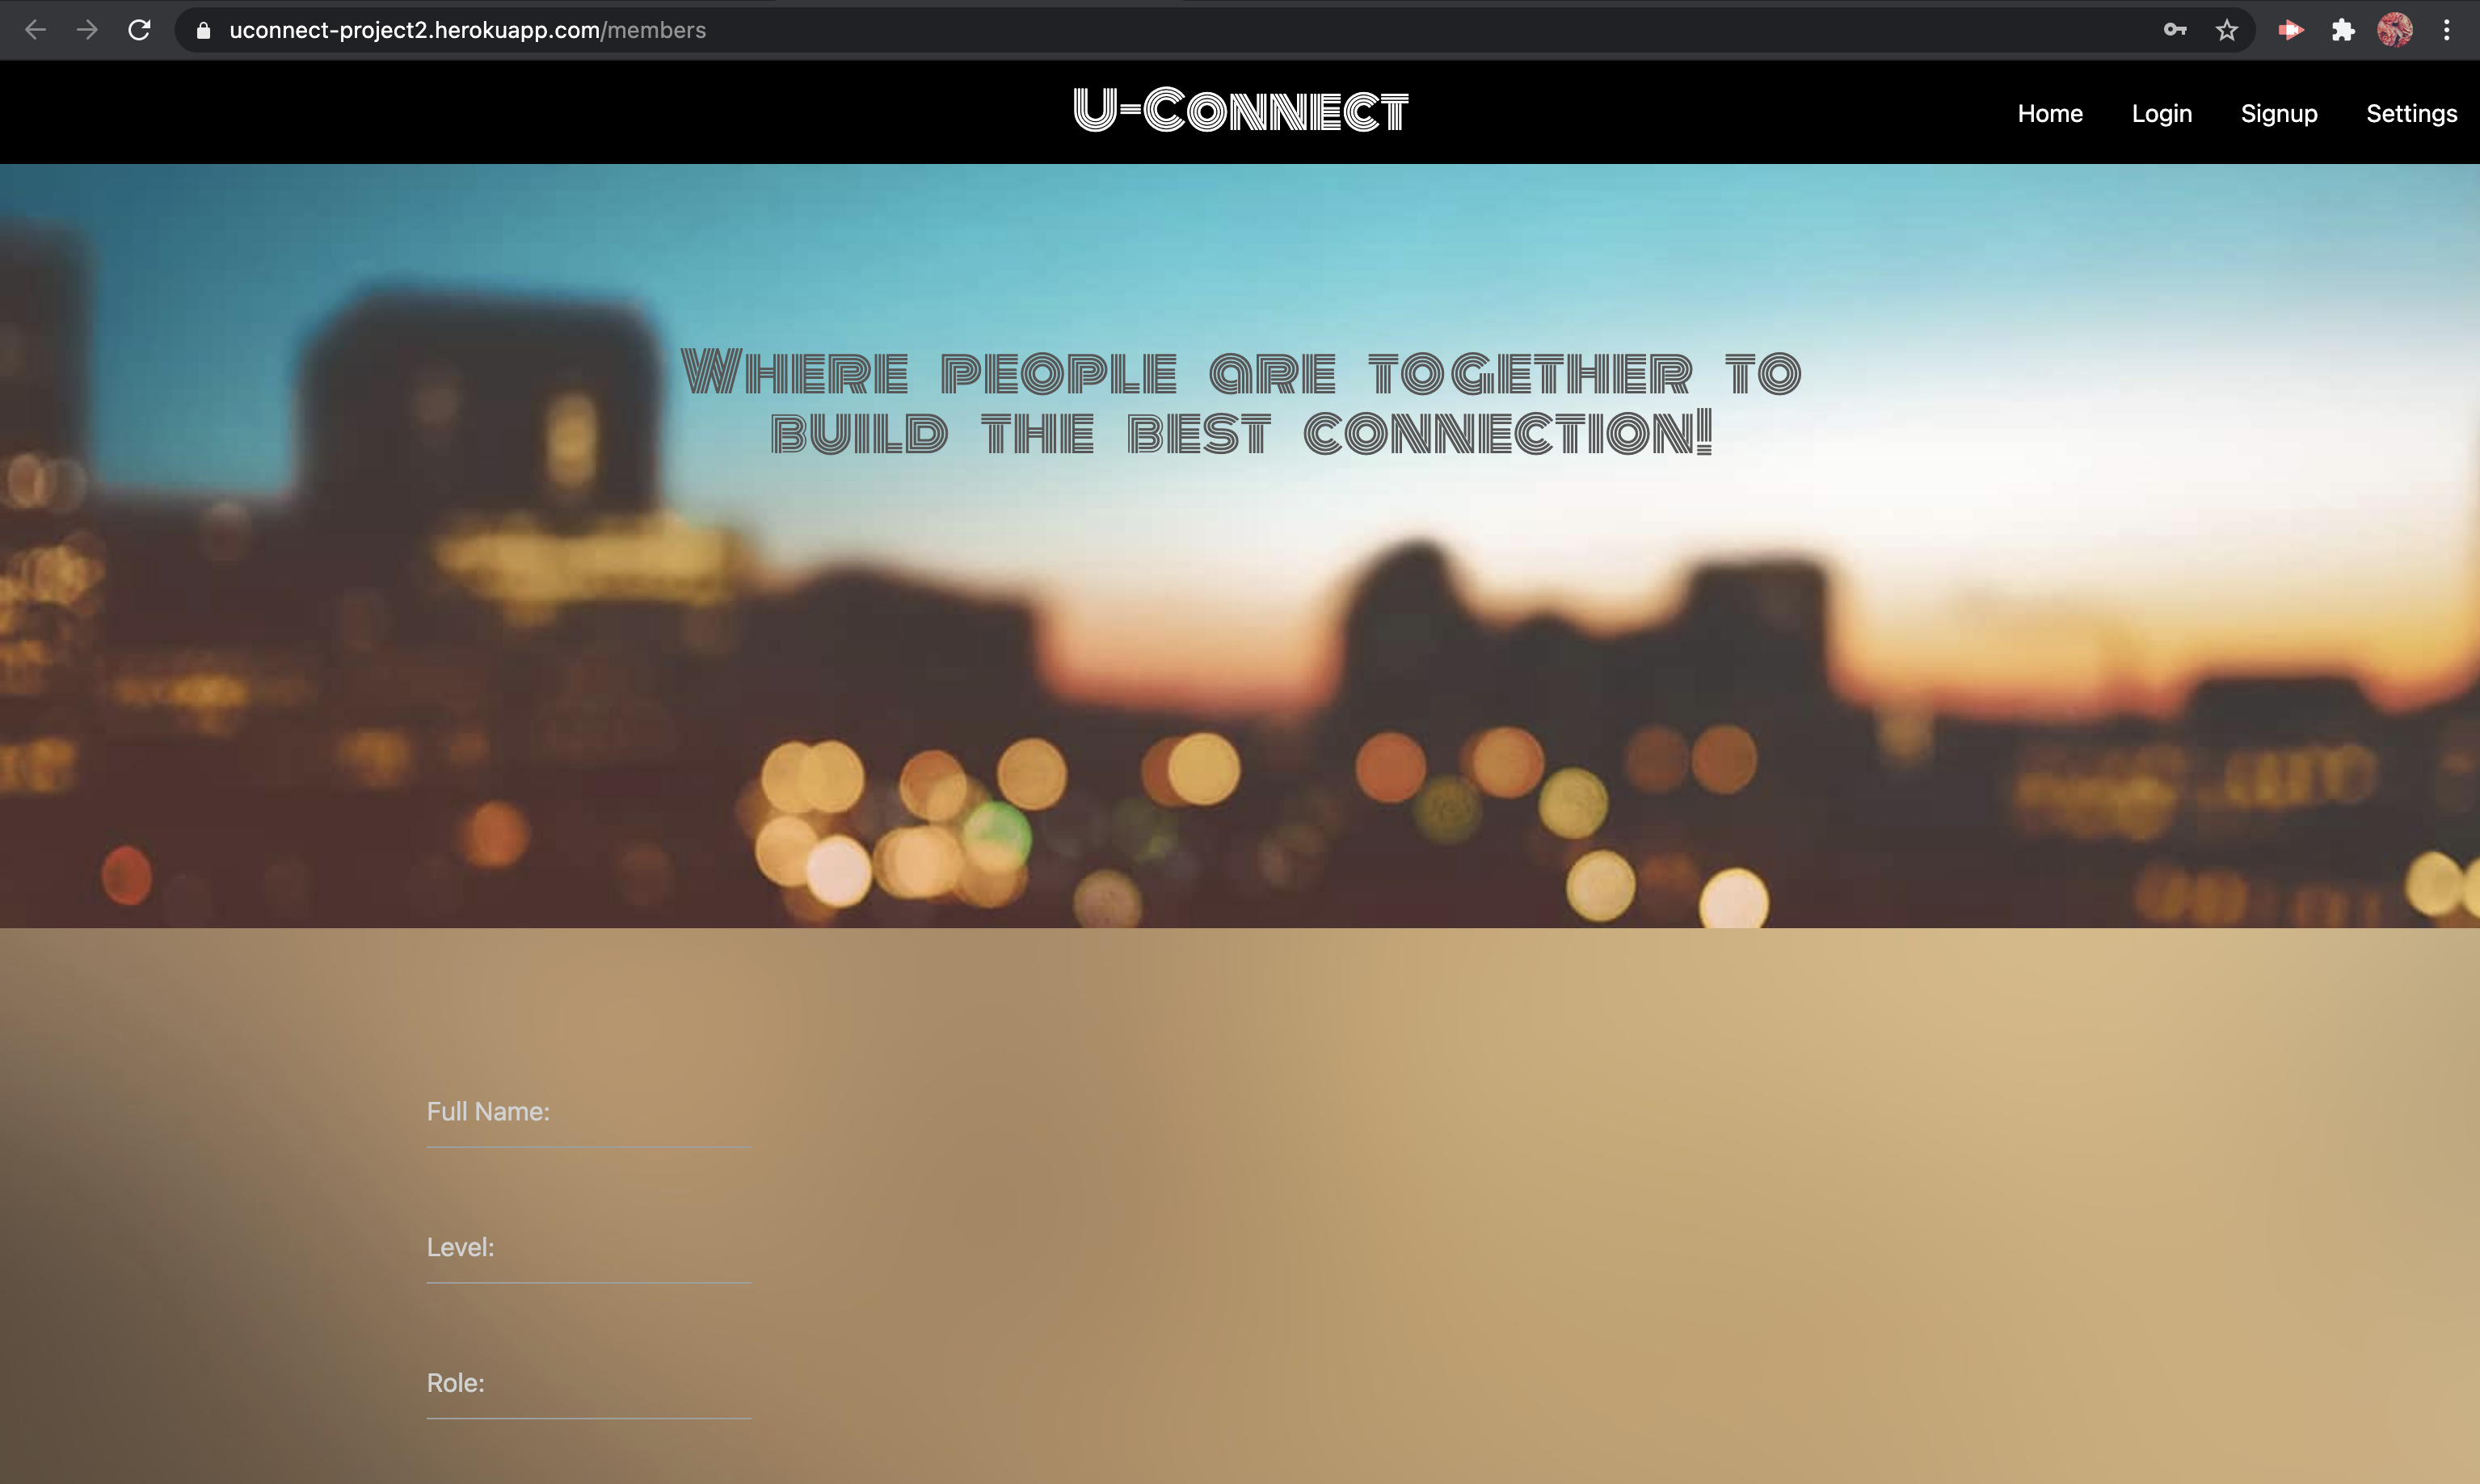 uconnect-project2.herokuapp.com/members
U-Connect
Home Login Signup Settings
Where people are together to
build the best connection!
Full Name:
Level:
Role: